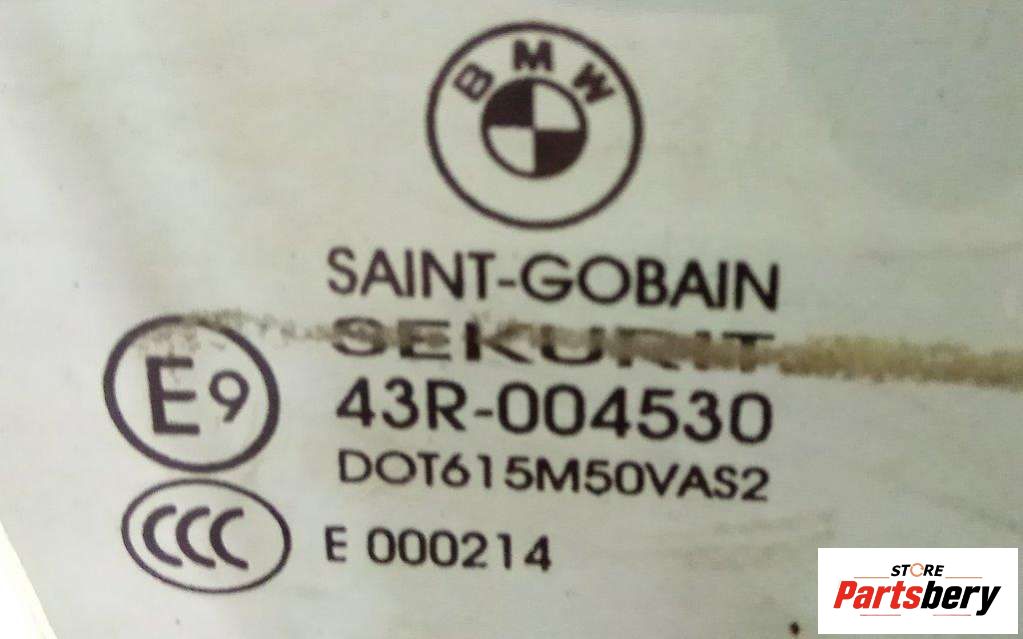 BMW
SAINT-GOBAIN
SEKURIT
E9
43R-004530
DOT615M50VAS2
CCC
E 000214
STORE
Partsbery